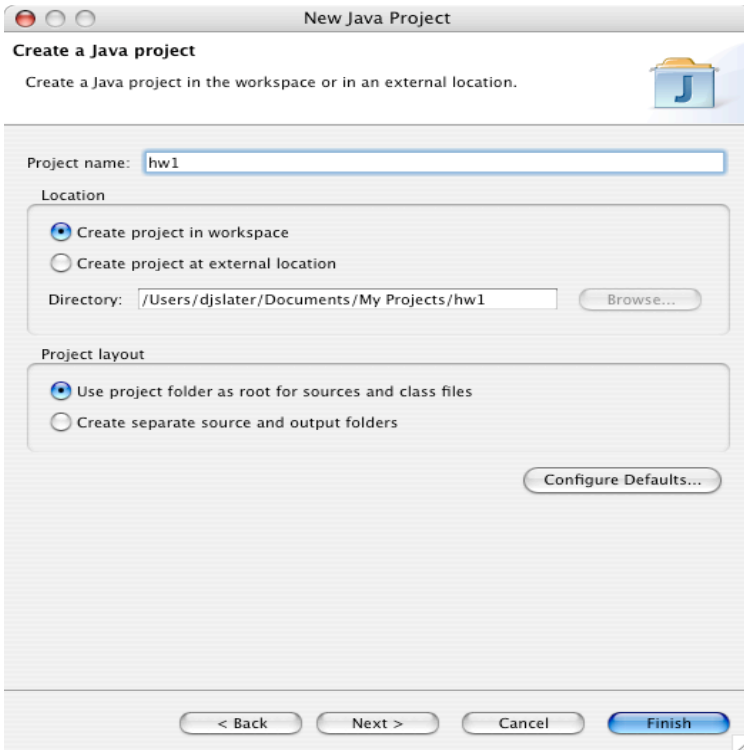 New Java Project
Create a Java project
Create a Java project in the workspace or in an external location.
J
Project name: hw1
Location
Create project in workspace
Create project at external location
Directory: /Users/djslater/Documents/My Projects/hw1 Browse...
Project layout
Use project folder as root for sources and class files
Create separate source and output folders
Configure Defaults...
< Back Next > Cancel Finish